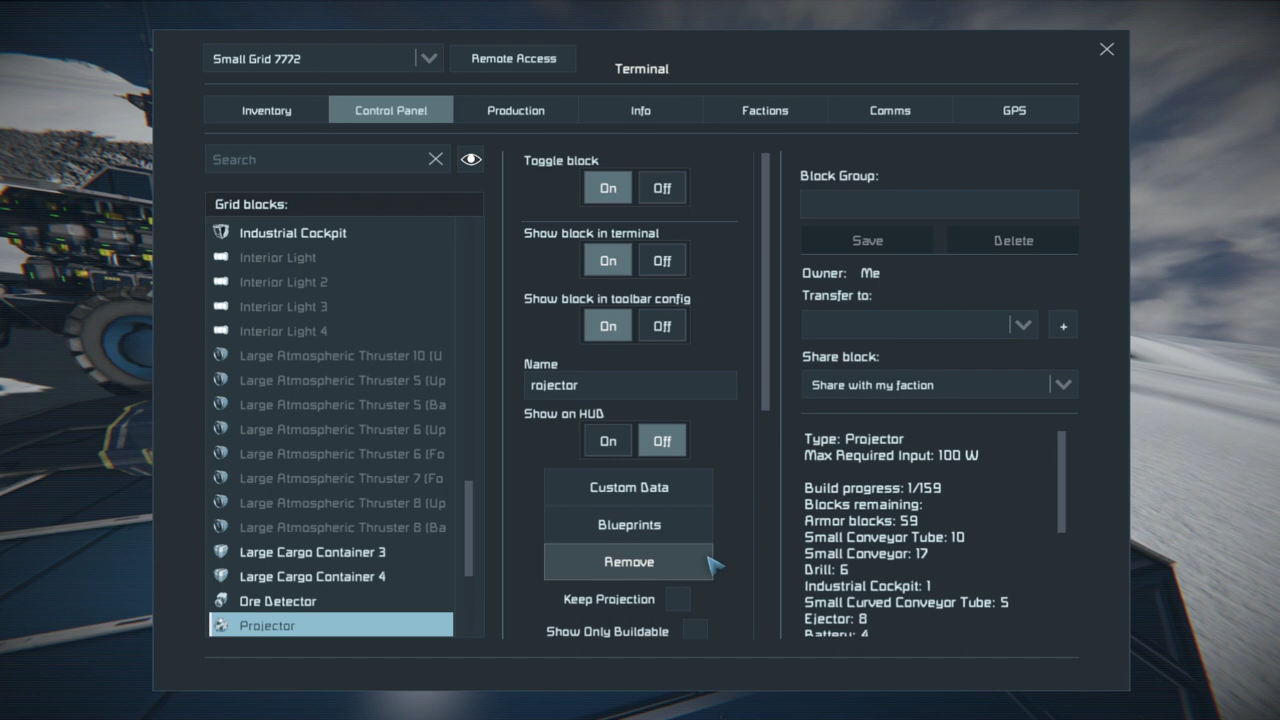 Small Grid 7772
Remote Access
Terminal
Inventory
Control Panel
Production
Info
Factions
Comms
GPS
Search
Grid blocks:
Industrial Cockpit
Interior Light
Interior Light 2
Interior Light 3
Interior Light 4
Large Atmospheric Thruster 10 (U
Large Atmospheric Thruster 5 (Up
Large Atmospheric Thruster 5 (Ba
Large Atmospheric Thruster 6 (Up
Large Atmospheric Thruster 6 (Fo
Large Atmospheric Thruster 7 (Fo
Large Atmospheric Thruster 8 (Up
Large Atmospheric Thruster 8 (Ba
Large Cargo Container 3
Large Cargo Container 4
Ore Detector
Projector
Toggle block
On Off
Show block in terminal
On Off
Show block in toolbar config
On Off
Name
rojector
Show on HUD
On Off
Custom Data
Blueprints
Remove
Keep Projection
Show Only Buildable
Block Group:
Save
Delete
Owner: Me
Transfer to:
+
Share block:
Share with my faction
Type: Projector
Max Required Input: 100 W
Build progress: 1/159
Blocks remaining:
Armor blocks: 59
Small Conveyor Tube: 10
Small Conveyor: 17
Drill: 6
Industrial Cockpit: 1
Small Curved Conveyor Tube: 5
Ejector: 8
Battery: 4